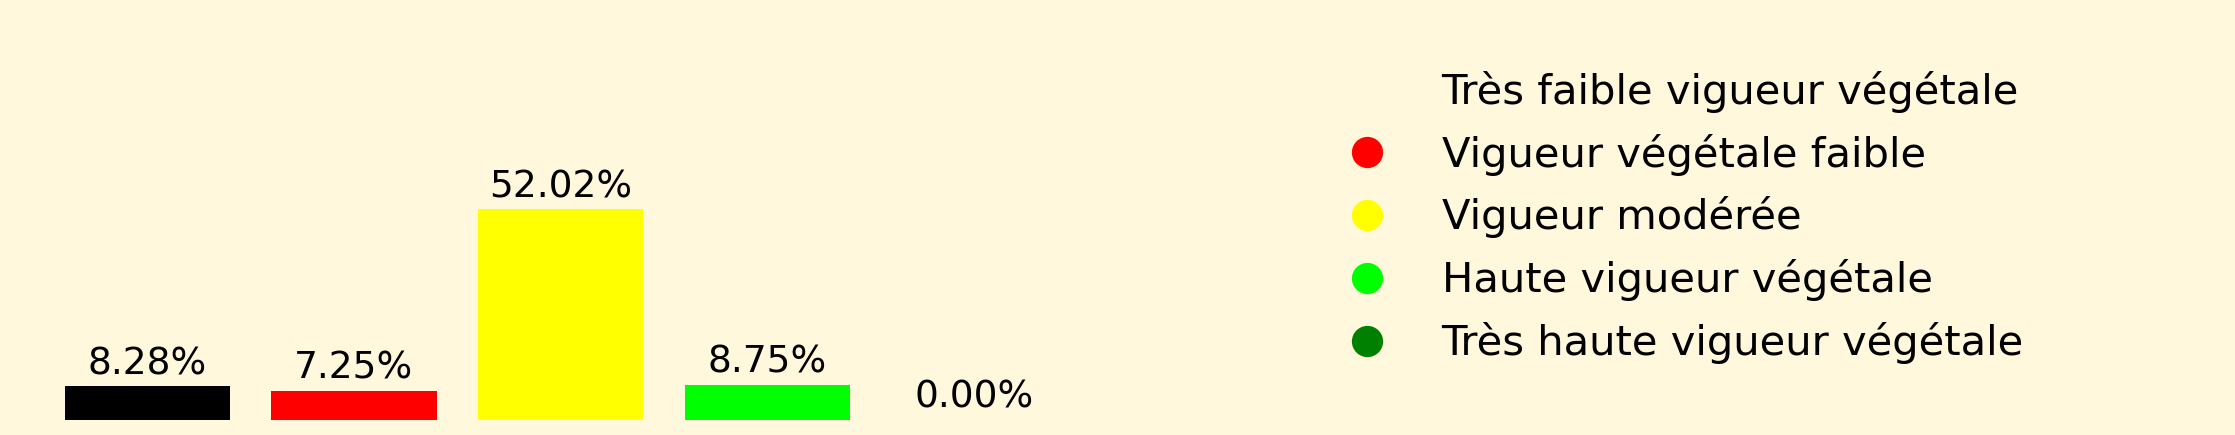 8.28%
7.25%
52.02%
8.75%
0.00%
Très faible vigueur végétale
Vigueur végétale faible
Vigueur modérée
Haute vigueur végétale
Très haute vigueur végétale